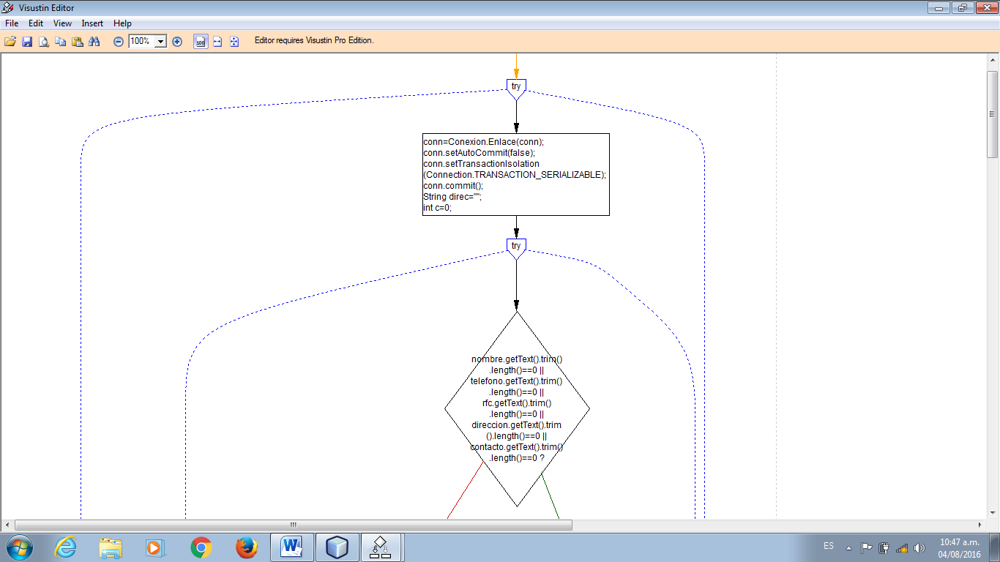 Visustin Editor
File Edit View Insert Help
100%
100
Editor requires Visustin Pro Edition.
try
conn=Conexion.Enlace(conn);
conn.setAutoCommit(false);
conn.setTransactionIsolation
(Connection.TRANSACTION_SERIALIZABLE);
conn.commit();
String direc="";
int c=0;
try
nombre.getText().trim()
.length()==0 ||
telefono.getText().trim()
.length()==0 ||
rfc.getText().trim()
.length()==0 ||
direccion.getText().trim
().length()==0 ||
contacto.getText().trim()
.length()==0 ?
ES
10:47 a.m.
04/08/2016